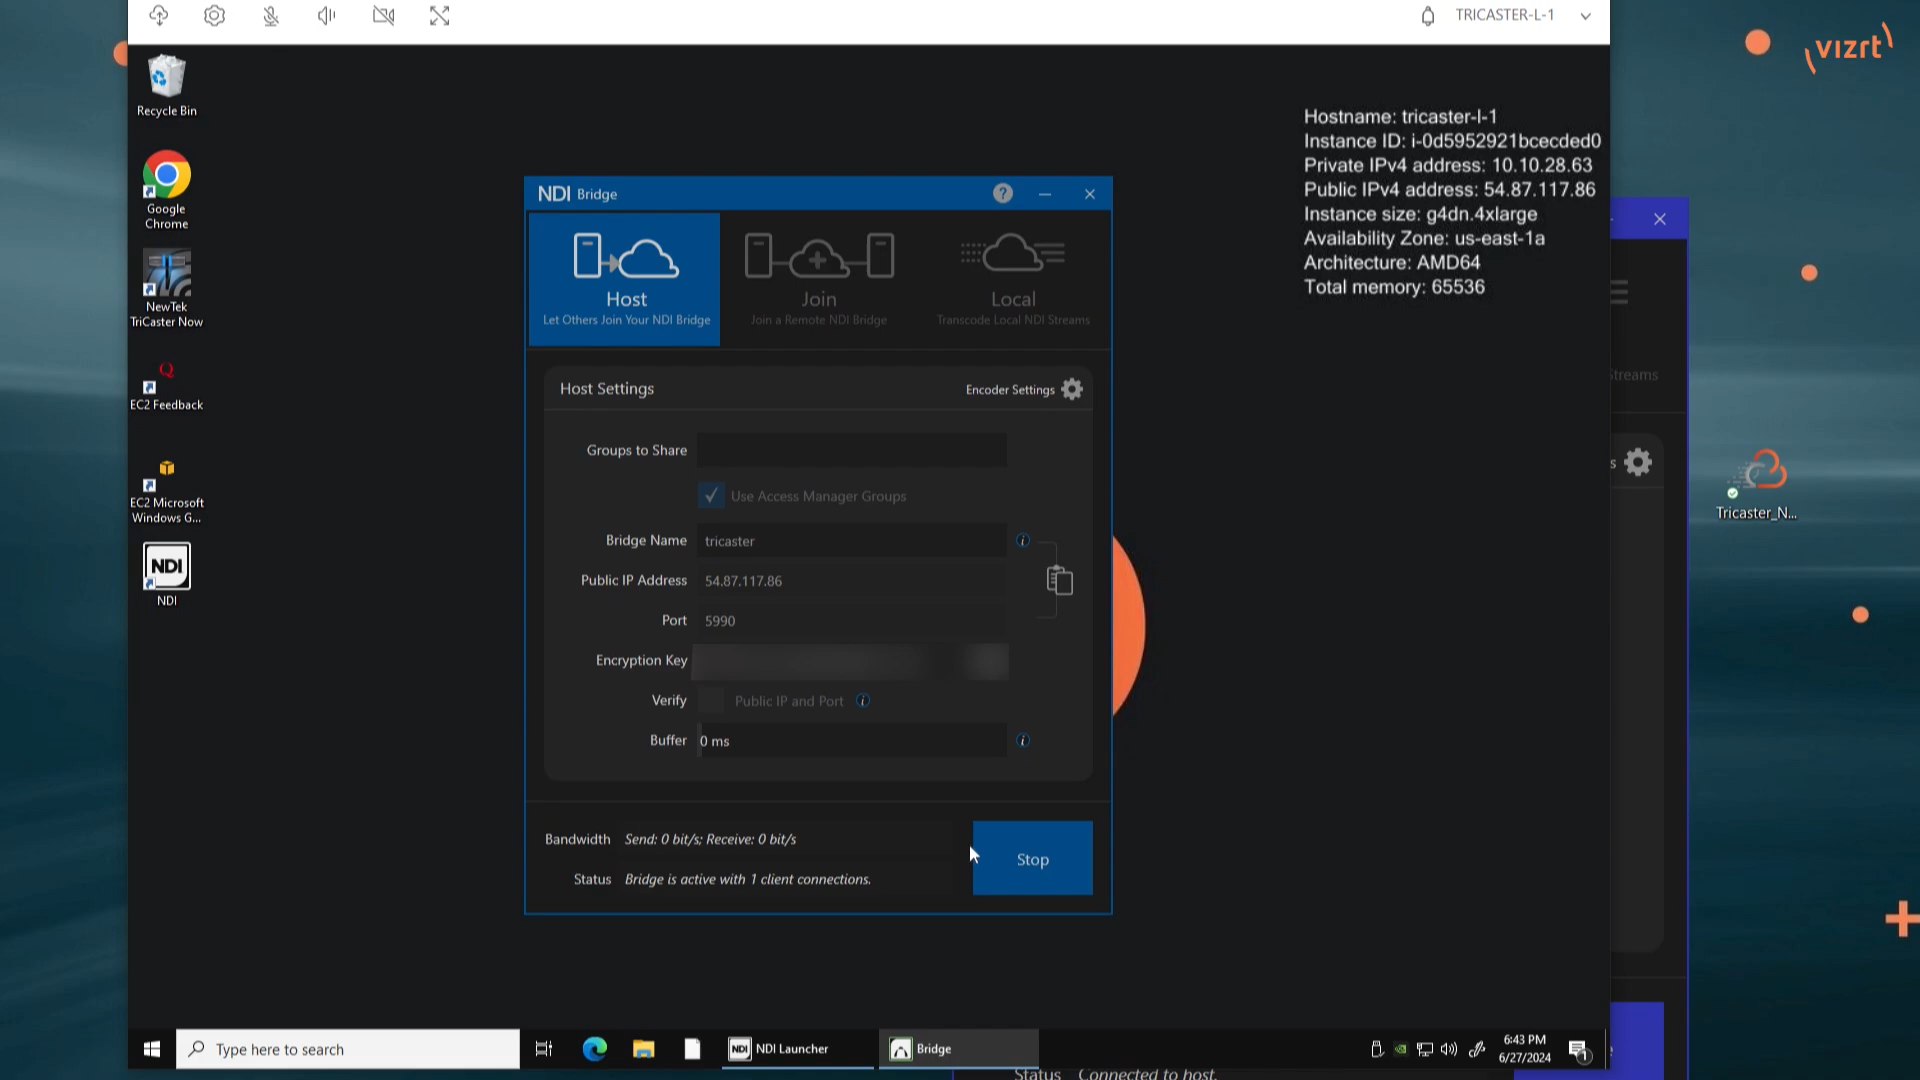 TRICASTER-L-1
vizrt
Recycle Bin
Google
Chrome
NewTek
TriCaster Now
EC2 Feedback
EC2 Microsoft
Windows G...
NDI
NDI
Hostname: tricaster-l-1
Instance ID: i-0d5952921bcecded0
Private IPv4 address: 10.10.28.63
Public IPv4 address: 54.87.117.86
Instance size: g4dn.4xlarge
Availability Zone: us-east-1a
Architecture: AMD64
Total memory: 65536
NDI Bridge
?
Host
Let Others Join Your NDI Bridge
Join
Join a Remote NDI Bridge
Local
Transcode Local NDI Streams
Host Settings
Encoder Settings
Groups to Share
Use Access Manager Groups
Bridge Name tricaster
Public IP Address 54.87.117.86
Port 5990
Encryption Key
Verify Public IP and Port
Buffer 0 ms
Bandwidth Send: 0 bit/s; Receive: 0 bit/s
Status Bridge is active with 1 client connections.
Stop
Streams
s
Tricaster_N...
Status Connected to host.
Type here to search
NDI NDI Launcher
Bridge
6:43 PM
6/27/2024
1